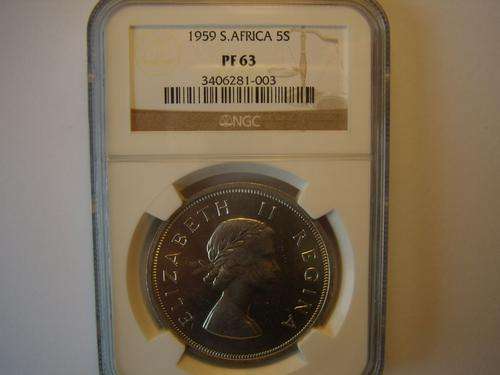 1959 S.AFRICA 5S
PF 63
3406281-003
NGC
ELIZABETH II REGINA